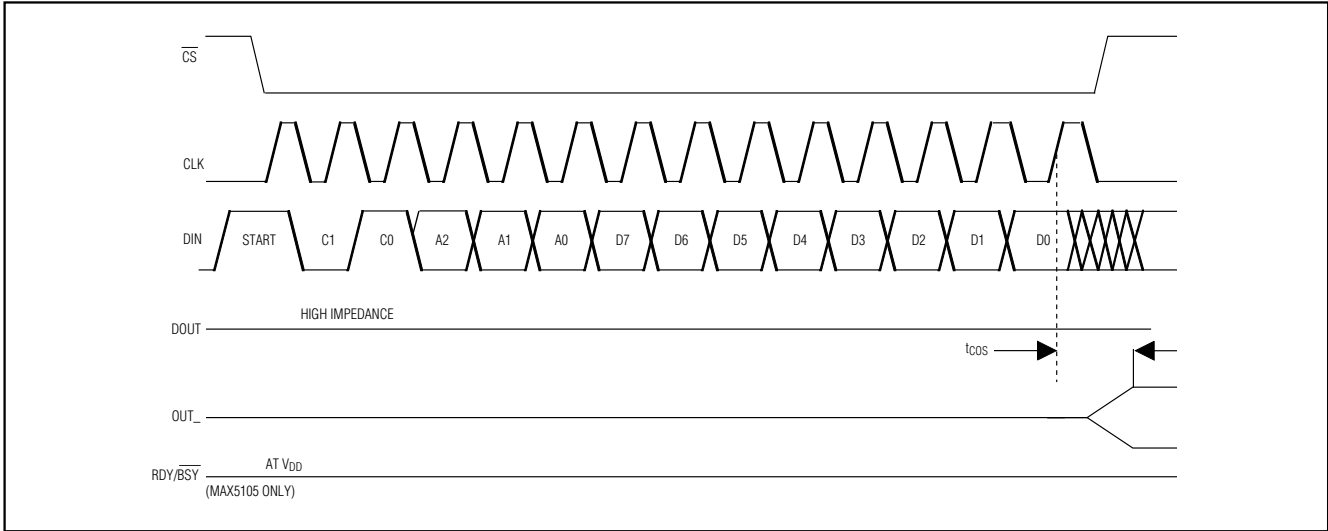 CS
CLK
DIN START C1 C0 A2 A1 A0 D7 D6 D5 D4 D3 D2 D1 D0
HIGH IMPEDANCE
DOUT
tCOS
OUT_
AT VDD
RDY/BSY
(MAX5105 ONLY)